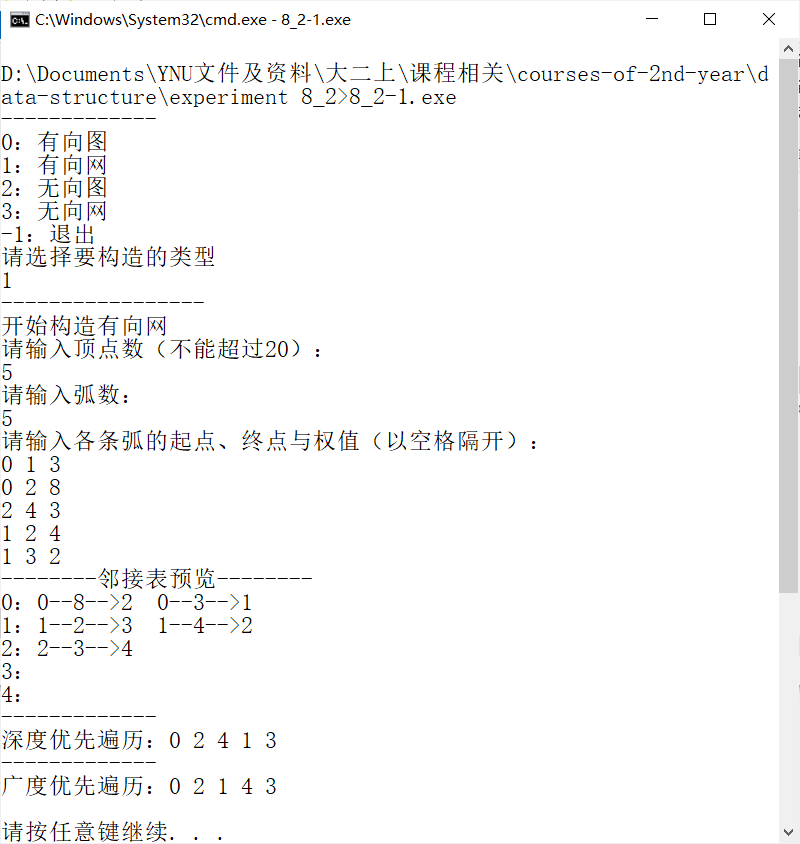 C:\Windows\System32\cmd.exe - 8_2-1.exe
D:\Documents\YNU文件及资料\大二上\课程相关\courses-of-2nd-year\d
ata-structure\experiment 8_2>8_2-1.exe
-------------
0：有向图
1：有向网
2：无向图
3：无向网
-1：退出
请选择要构造的类型
1
-----------------
开始构造有向网
请输入顶点数（不能超过20）：
5
请输入弧数：
5
请输入各条弧的起点、终点与权值（以空格隔开）：
0 1 3
0 2 8
2 4 3
1 2 4
1 3 2
--------邻接表预览--------
0：0--8-->2  0--3-->1
1：1--2-->3  1--4-->2
2：2--3-->4
3：
4：
-------------
深度优先遍历：0 2 4 1 3
-------------
广度优先遍历：0 2 1 4 3
请按任意键继续. . .